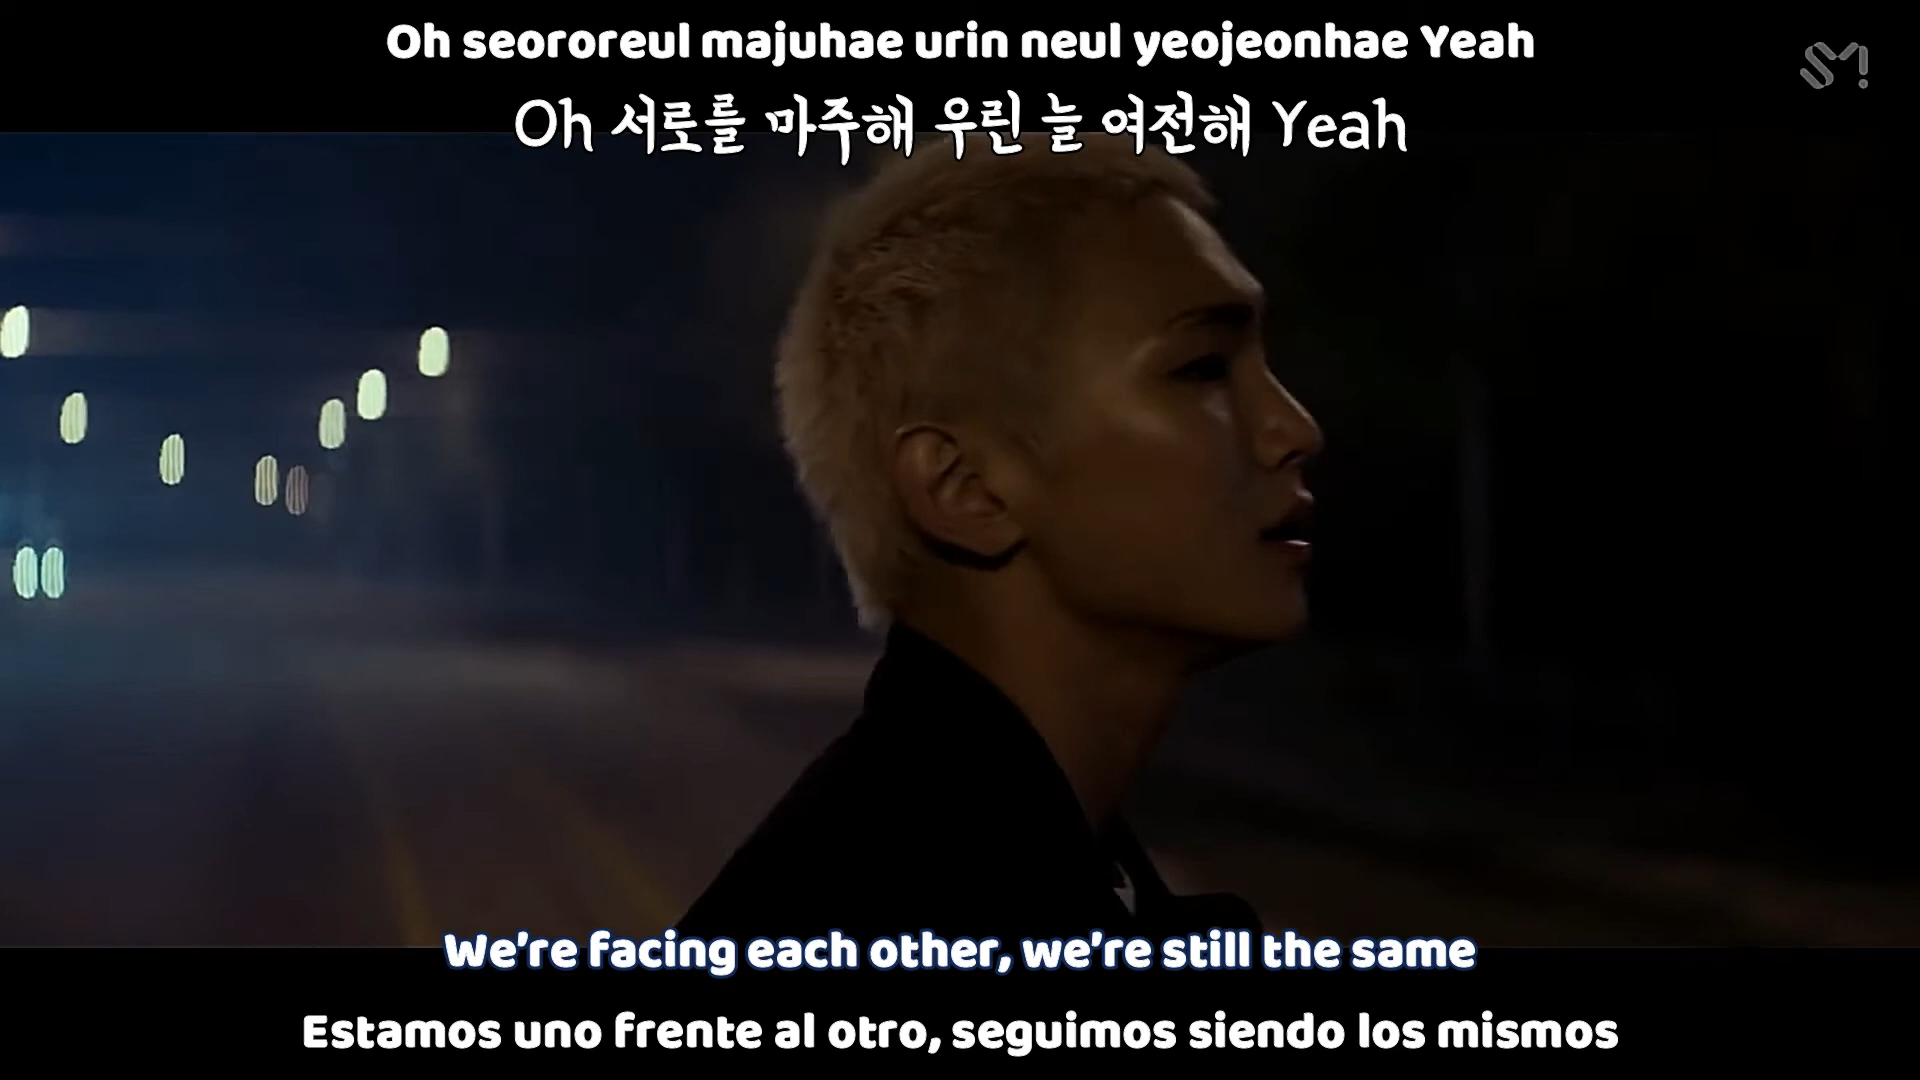 Oh seororeul majuhae urin neul yeojeonhae Yeah
SM!
Oh 서로를 마주해 우린 늘 여전해 Yeah
We're facing each other, we're still the same
Estamos uno frente al otro, seguimos siendo los mismos